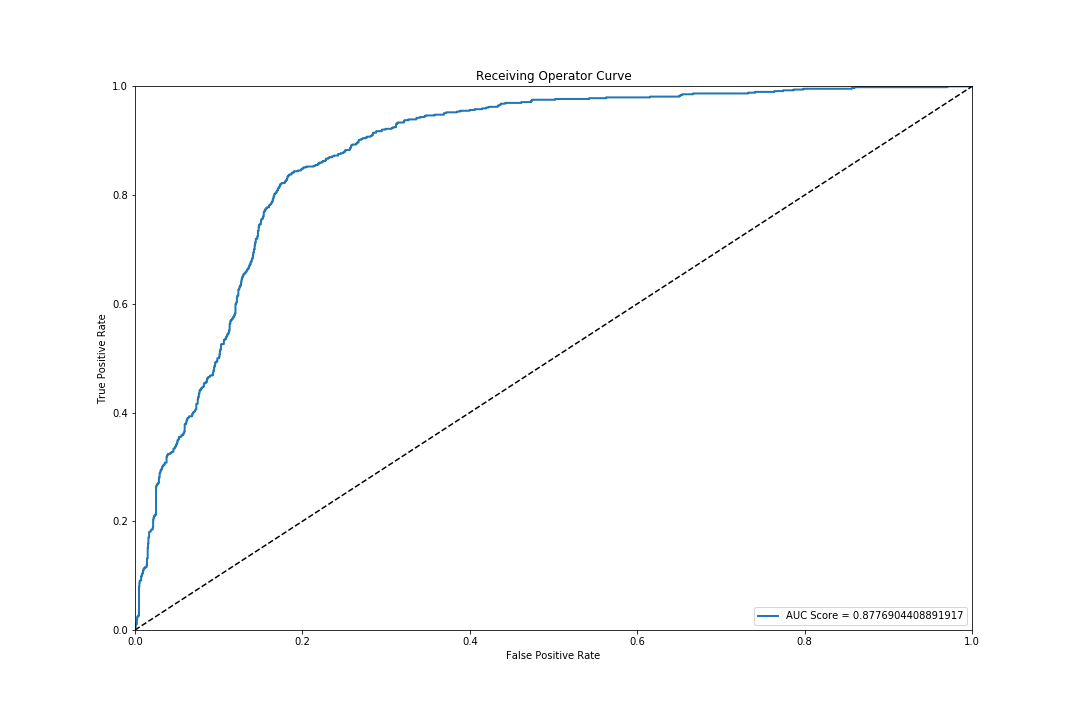 Receiving Operator Curve
1.0
0.8
0.6
0.4
0.2
0.0
True Positive Rate
AUC Score = 0.8776904408891917
0.0 0.2 0.4 0.6 0.8 1.0
False Positive Rate